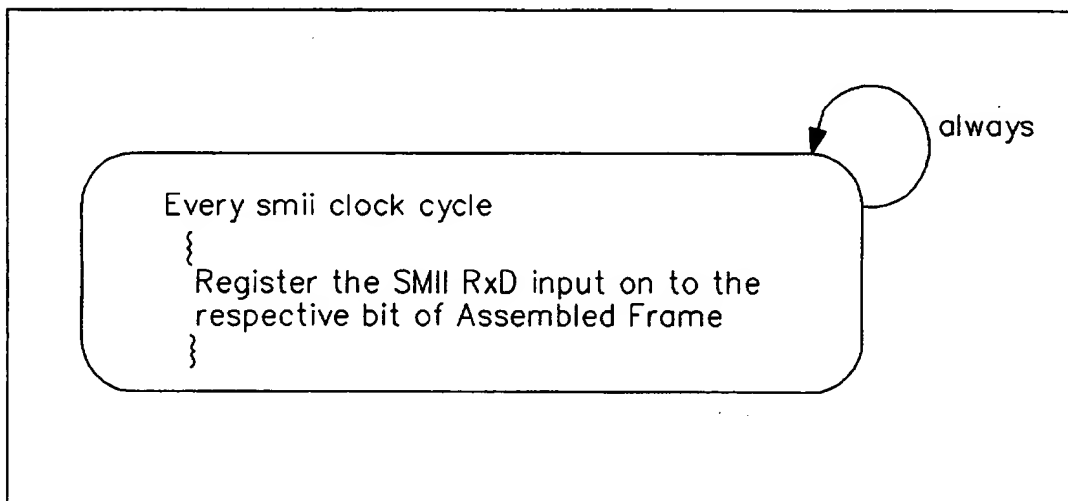 always
Every smii clock cycle
{
Register the SMII RxD input on to the
respective bit of Assembled Frame
}